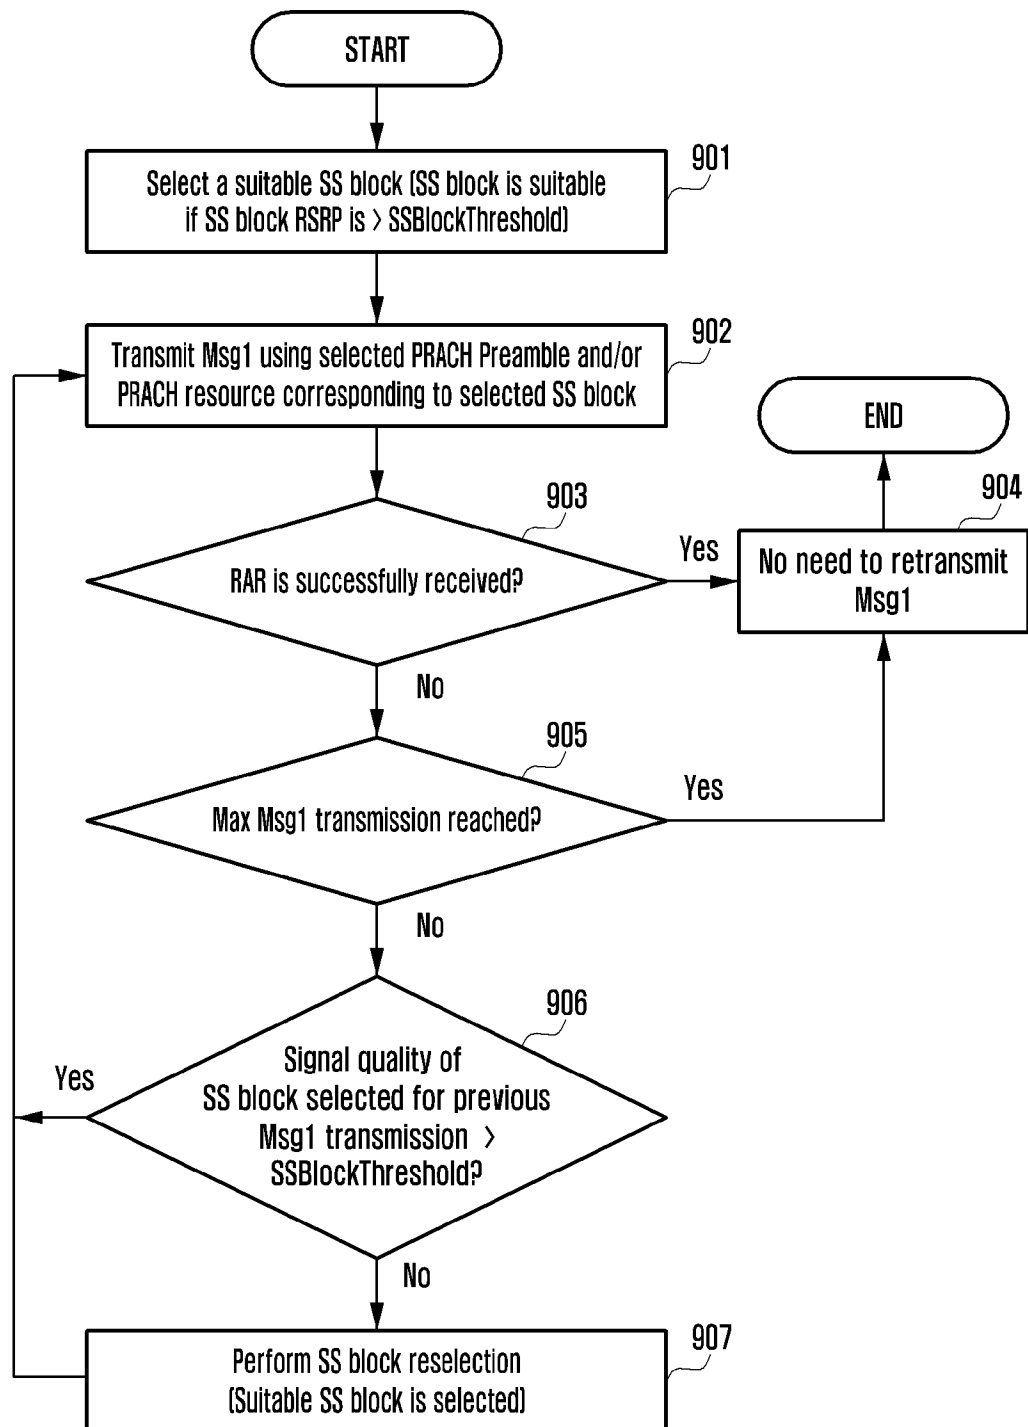 START
901
Select a suitable SS block (SS block is suitable
if SS block RSRP is > SSBlockThreshold)
902
Transmit Msg1 using selected PRACH Preamble and/or
PRACH resource corresponding to selected SS block
END
903
904
RAR is successfully received?
Yes
No need to retransmit
Msg1
No
905
Max Msg1 transmission reached?
Yes
No
906
Signal quality of
SS block selected for previous
Msg1 transmission >
SSBlockThreshold?
Yes
No
907
Perform SS block reselection
(Suitable SS block is selected)